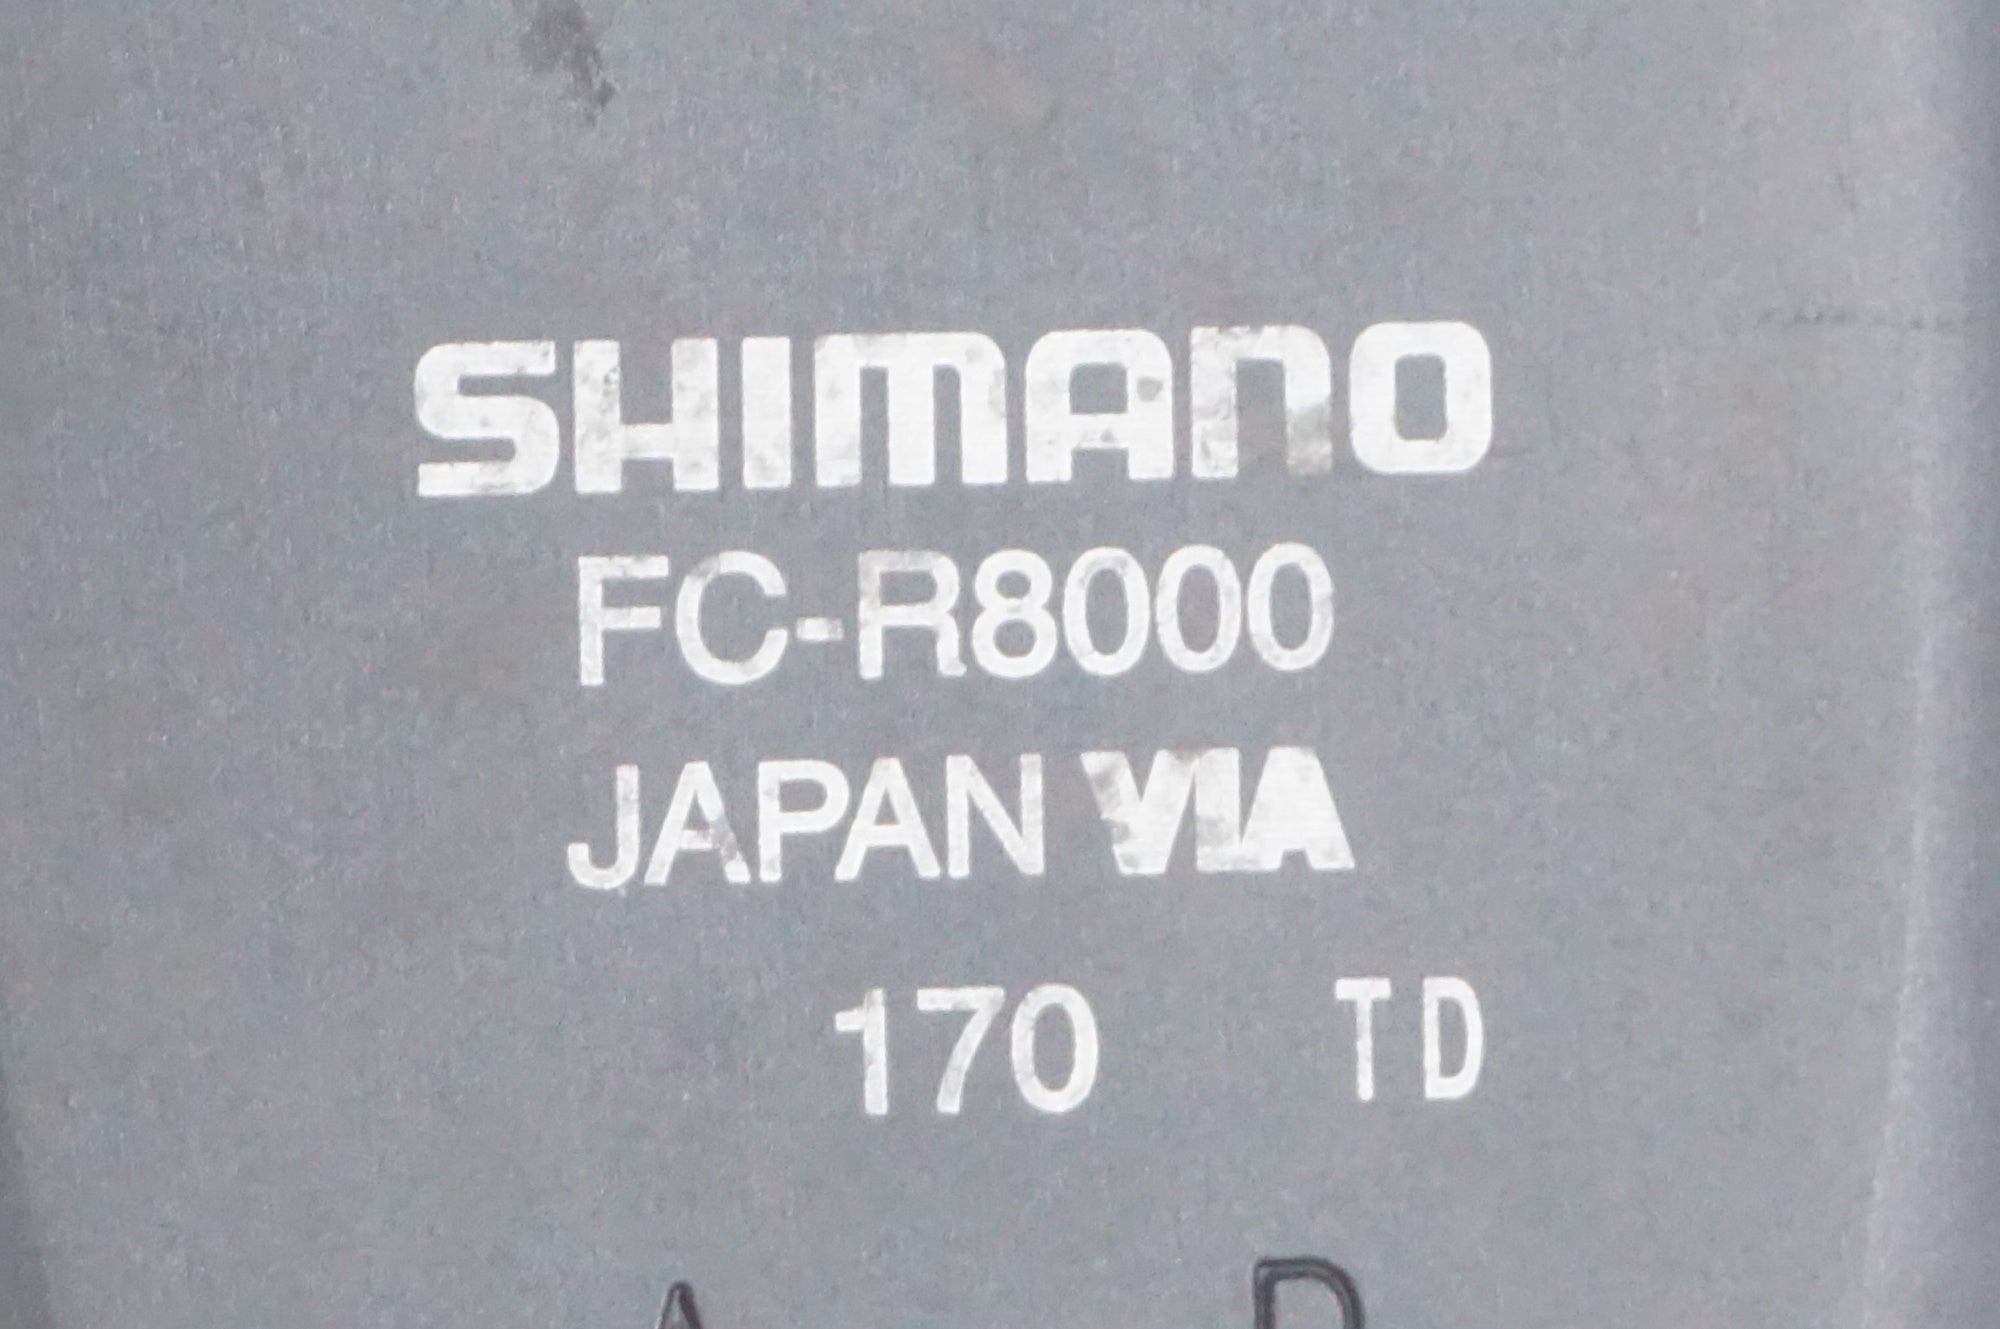 SHIMANO
FC-R8000
JAPAN VIA
170 TD